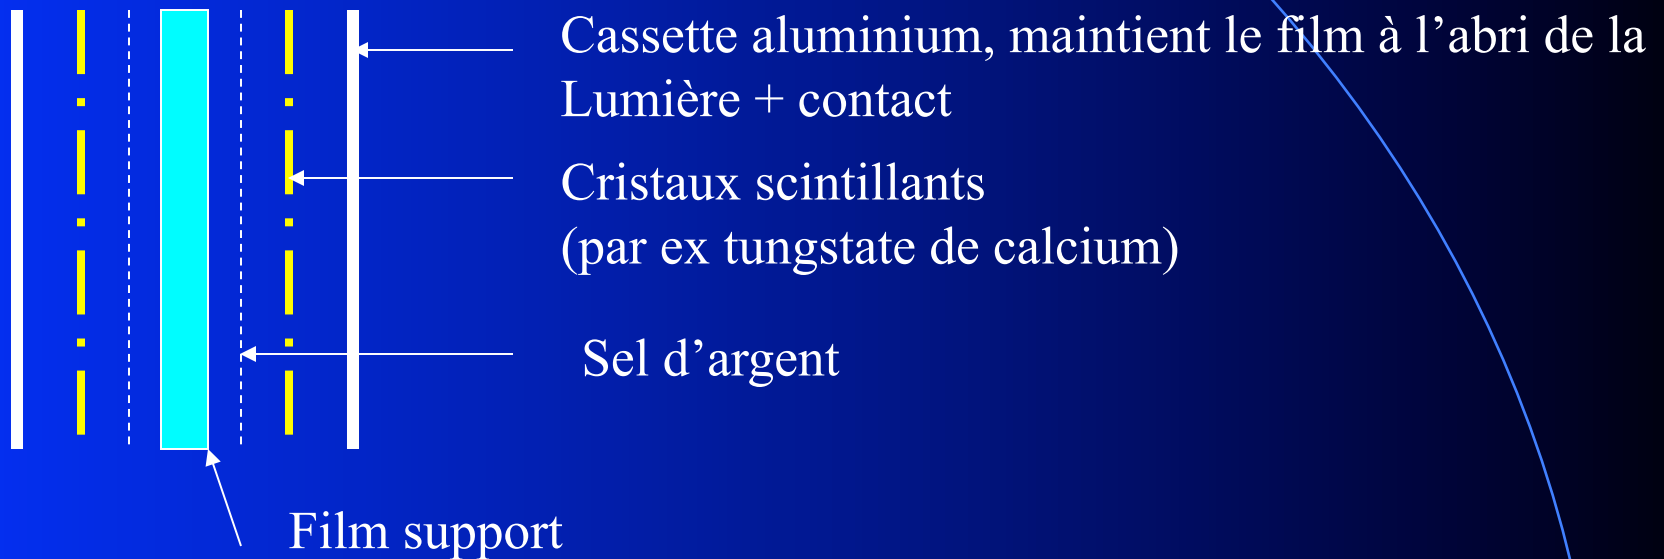 Cassette aluminium, maintient le film à l’abri de la
Lumière + contact
Cristaux scintillants
(par ex tungstate de calcium)
Sel d’argent
Film support